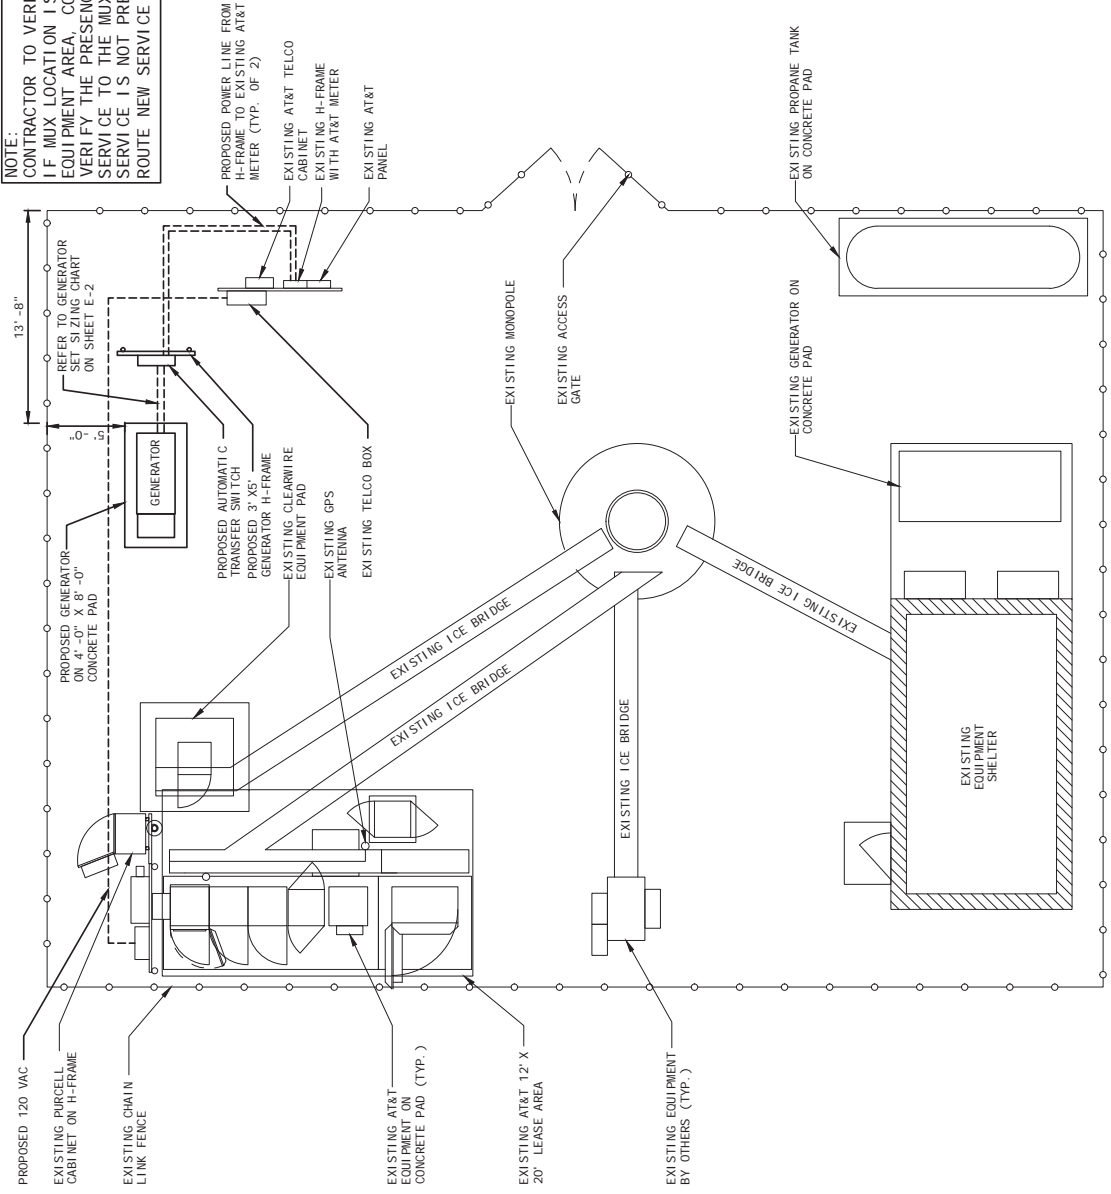 NOTE:
CONTRACTOR TO VERI
IF MUX LOCATION IS
EQUIPMENT AREA, CO
VERIFY THE PRESENC
SERVICE TO THE MUX
SERVICE IS NOT PRE
ROUTE NEW SERVICE
13'-8"
5'-0"
REFER TO GENERATOR
SET SIZING CHART
ON SHEET E-2
PROPOSED POWER LINE FROM
H-FRAME TO EXISTING AT&T
METER (TYP. OF 2)
EXISTING AT&T TELCO
CABINET
EXISTING H-FRAME
WITH AT&T METER
EXISTING AT&T
PANEL
GENERATOR
PROPOSED GENERATOR
ON 4'-0" X 8'-0"
CONCRETE PAD
PROPOSED AUTOMATIC
TRANSFER SWITCH
PROPOSED 3'X5'
GENERATOR H-FRAME
EXISTING CLEARWIRE
EQUIPMENT PAD
EXISTING GPS
ANTENNA
EXISTING TELCO BOX
EXISTING MONOPOLE
EXISTING ACCESS
GATE
EXISTING PROPANE TANK
ON CONCRETE PAD
EXISTING GENERATOR ON
CONCRETE PAD
EXISTING ICE BRIDGE
EXISTING ICE BRIDGE
EXISTING ICE BRIDGE
EXISTING ICE BRIDGE
EXISTING
EQUIPMENT
SHELTER
PROPOSED 120 VAC
EXISTING PURCELL
CABINET ON H-FRAME
EXISTING CHAIN
LINK FENCE
EXISTING AT&T
EQUIPMENT ON
CONCRETE PAD (TYP.)
EXISTING AT&T 12' X
20' LEASE AREA
EXISTING EQUIPMENT
BY OTHERS (TYP.)